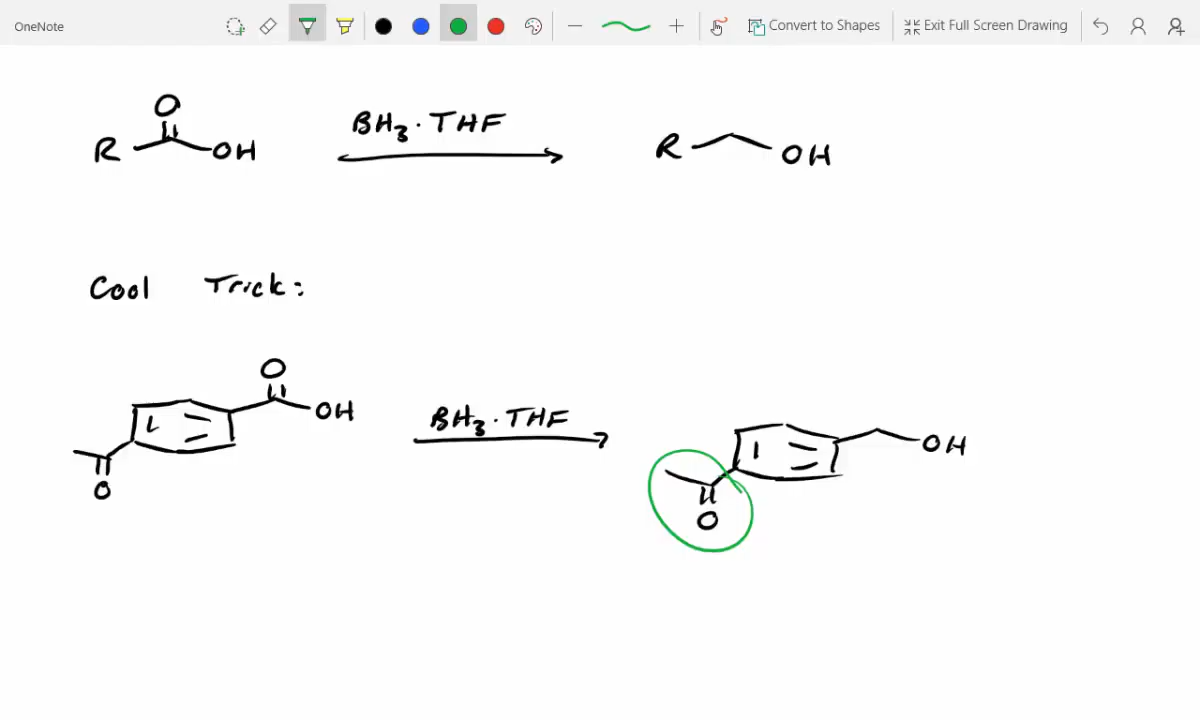 OneNote
Convert to Shapes
Exit Full Screen Drawing
O
R OH
BH₃ · THF
R OH
Cool Trick:
O
OH
O
BH₃ · THF
OH
O